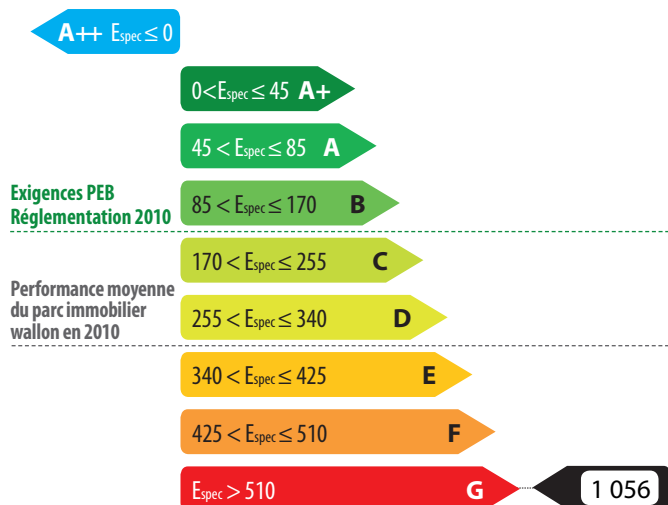 A++ Espec ≤ 0
0<Espec ≤ 45 A+
45 < Espec ≤ 85 A
Exigences PEB
Réglementation 2010
85 < Espec ≤ 170 B
170 < Espec ≤ 255 C
Performance moyenne
du parc immobilier
wallon en 2010
255 < Espec ≤ 340 D
340 < Espec ≤ 425 E
425 < Espec ≤ 510 F
Espec > 510 G
1 056